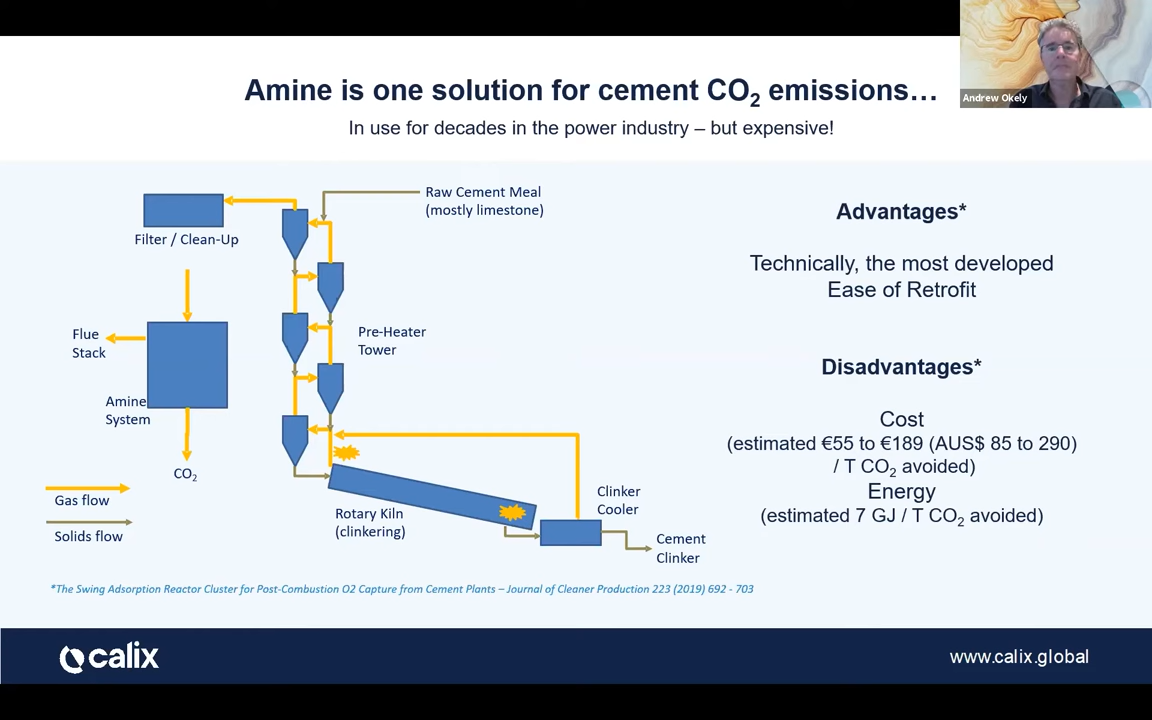 Amine is one solution for cement CO₂ emissions…
In use for decades in the power industry – but expensive!
Andrew Okely
Raw Cement Meal
(mostly limestone)
Filter / Clean-Up
Pre-Heater
Tower
Flue
Stack
Amine
System
CO₂
Gas flow
Solids flow
Rotary Kiln
(clinkering)
Clinker
Cooler
Cement
Clinker
Advantages*
Technically, the most developed
Ease of Retrofit
Disadvantages*
Cost
(estimated €55 to €189 (AUS$ 85 to 290)
/ T CO₂ avoided)
Energy
(estimated 7 GJ / T CO₂ avoided)
*The Swing Adsorption Reactor Cluster for Post-Combustion O2 Capture from Cement Plants – Journal of Cleaner Production 223 (2019) 692 - 703
calix
www.calix.global